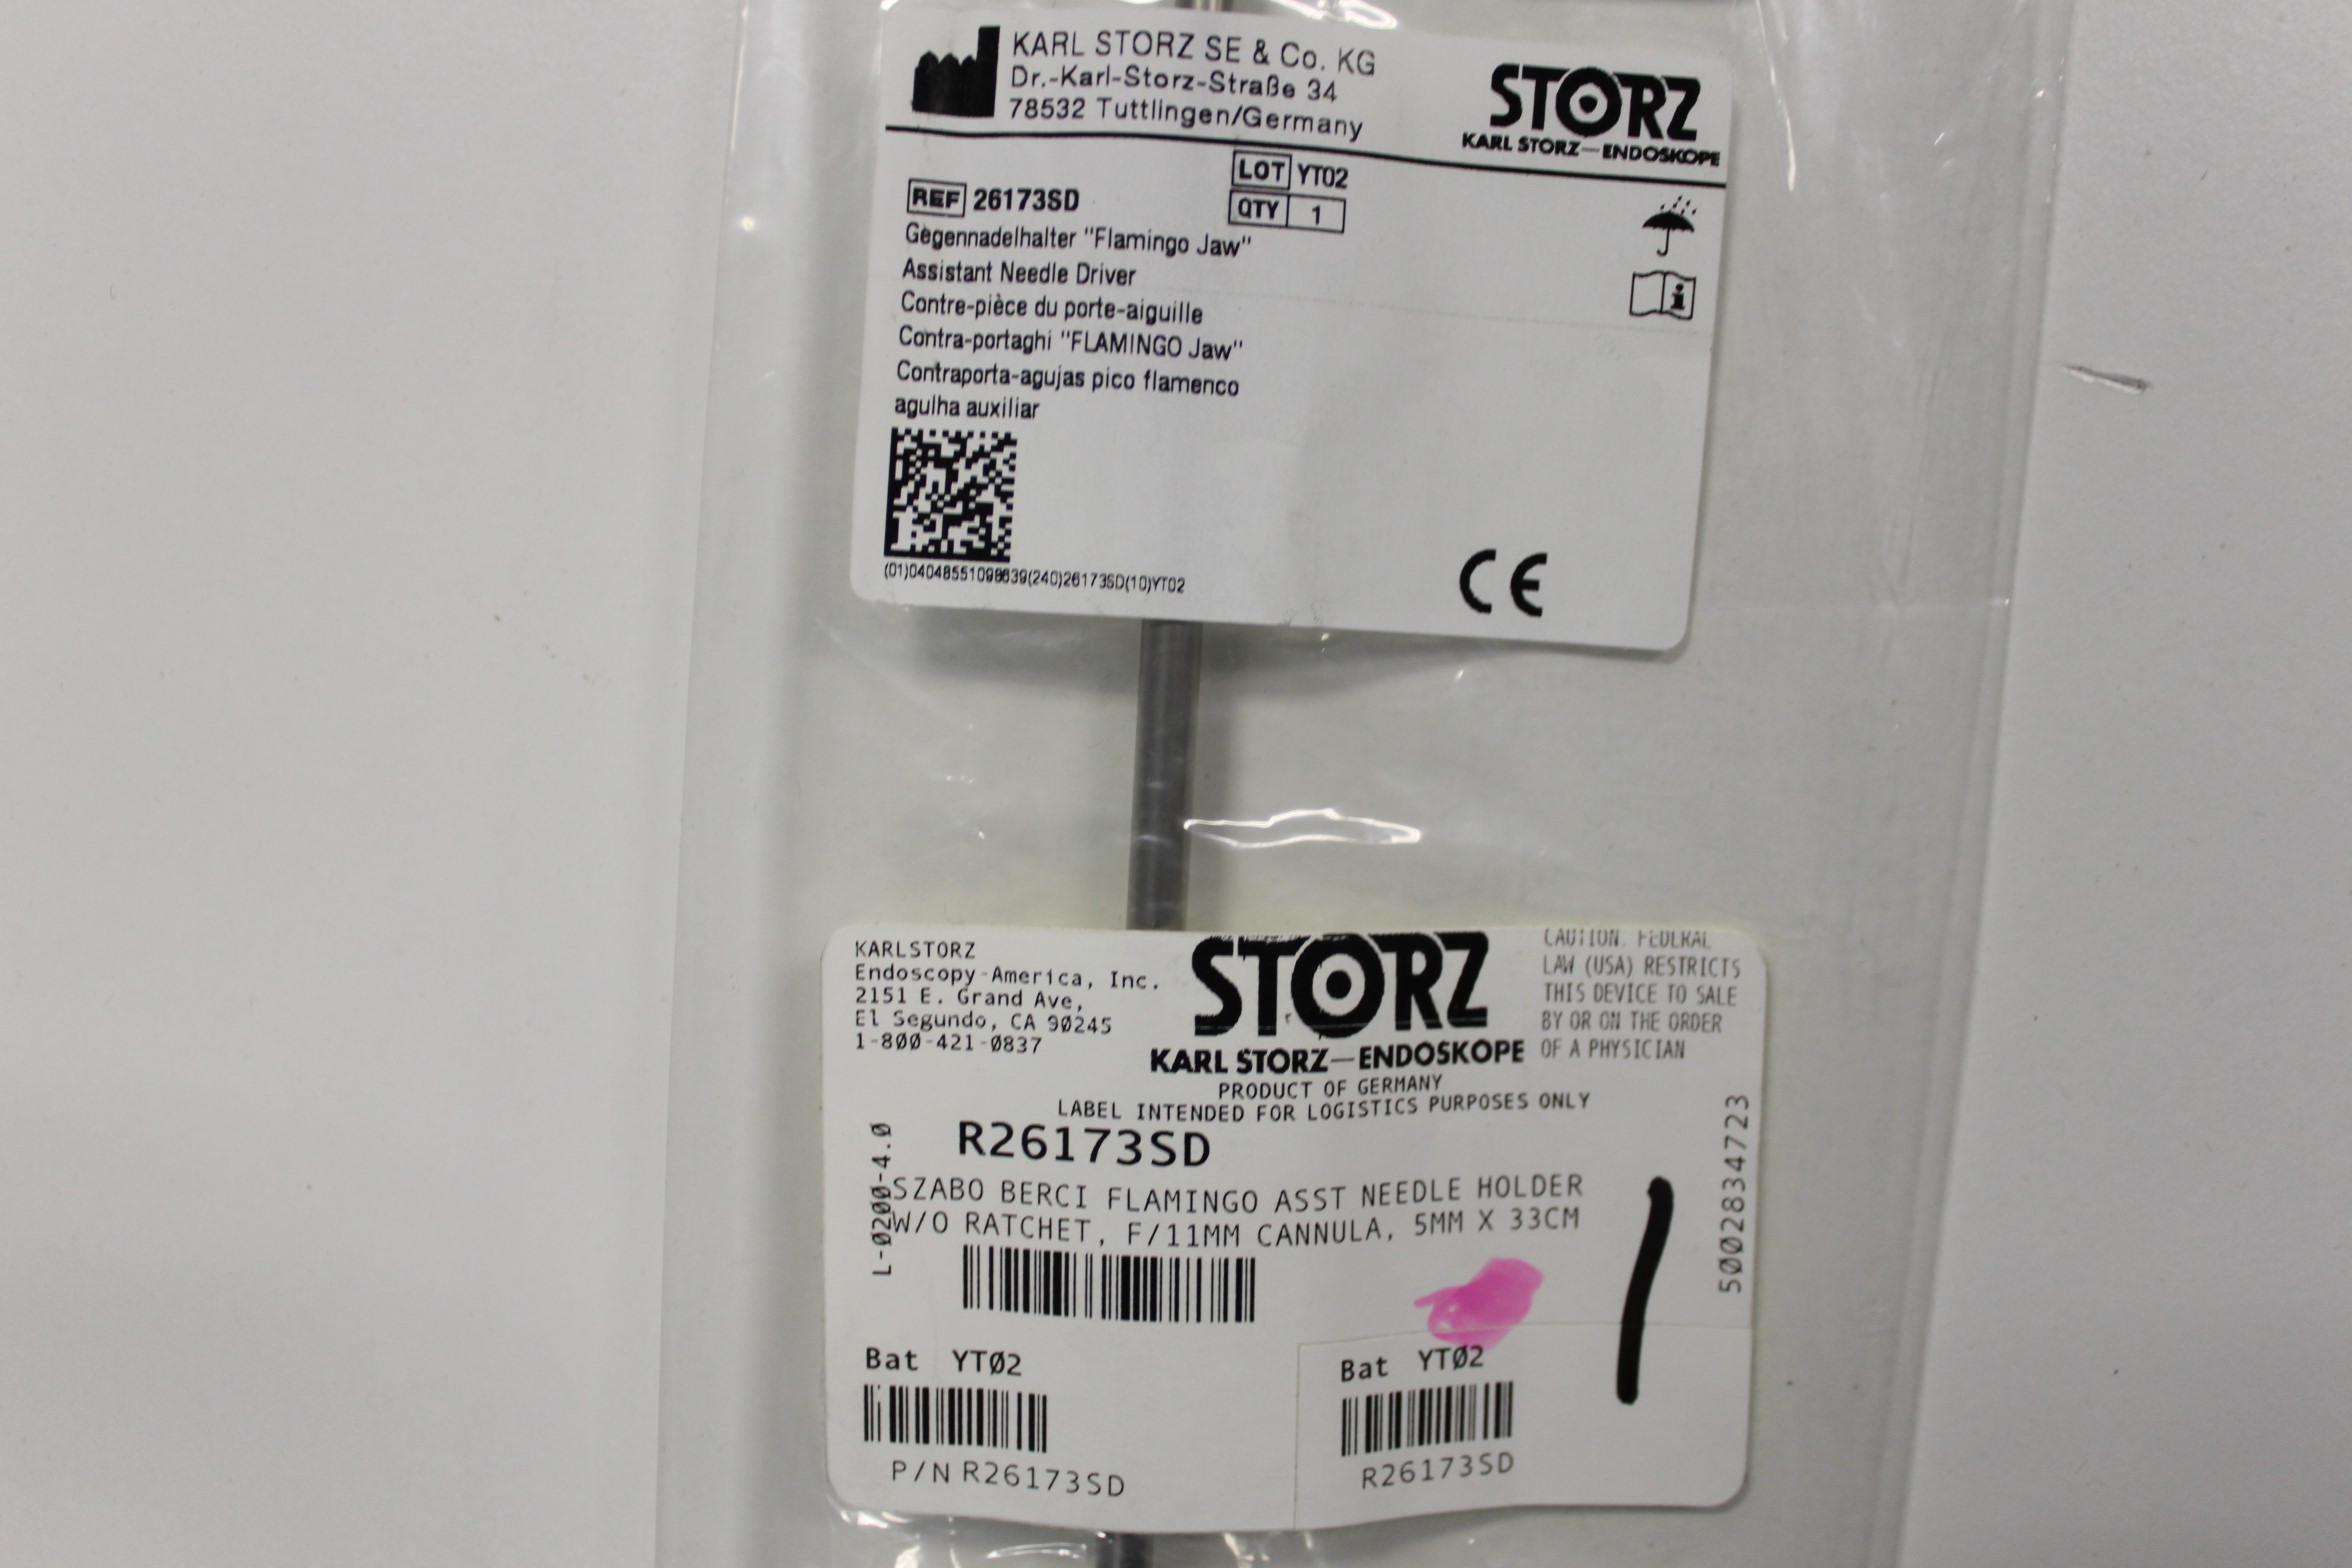 KARL STORZ SE & Co. KG
Dr.-Karl-Storz-Straße 34
78532 Tuttlingen/Germany
STORZ
KARL STORZ—ENDOSKOPE
LOT YT02
REF 26173SD
QTY 1
Gegennadelhalter "Flamingo Jaw"
Assistant Needle Driver
Contre-pièce du porte-aiguille
Contra-portaghi "FLAMINGO Jaw"
Contraporta-agujas pico flamenco
agulha auxiliar
(240)26173SD(10)YT02
CE
KARLSTORZ
Endoscopy-America, Inc.
2151 E. Grand Ave,
El Segundo, CA 90245
1-800-421-0837
STORZ
KARL STORZ—ENDOSKOPE
CAUTION. FEDERAL
LAW (USA) RESTRICTS
THIS DEVICE TO SALE
BY OR ON THE ORDER
OF A PHYSICIAN
PRODUCT OF GERMANY
LABEL INTENDED FOR LOGISTICS PURPOSES ONLY
R26173SD
L-0200-4.0
SZABO BERCI FLAMINGO ASST NEEDLE HOLDER
W/O RATCHET, F/11MM CANNULA, 5MM X 33CM
5002834723
1
Bat YT02
P/N R26173SD
Bat YT02
R26173SD